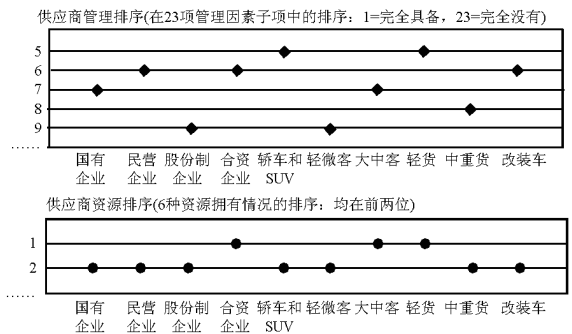 供应商管理排序(在23项管理因素子项中的排序：1=完全具备，23=完全没有)
5
6
7
8
9
……
国有 民营 股份制 合资 轿车和 轻微客 大中客 轻货 中重货 改装车
企业 企业 企业 企业 SUV
供应商资源排序(6种资源拥有情况的排序：均在前两位)
1
2
……
国有 民营 股份制 合资 轿车和 轻微客 大中客 轻货 中重货 改装车
企业 企业 企业 企业 SUV